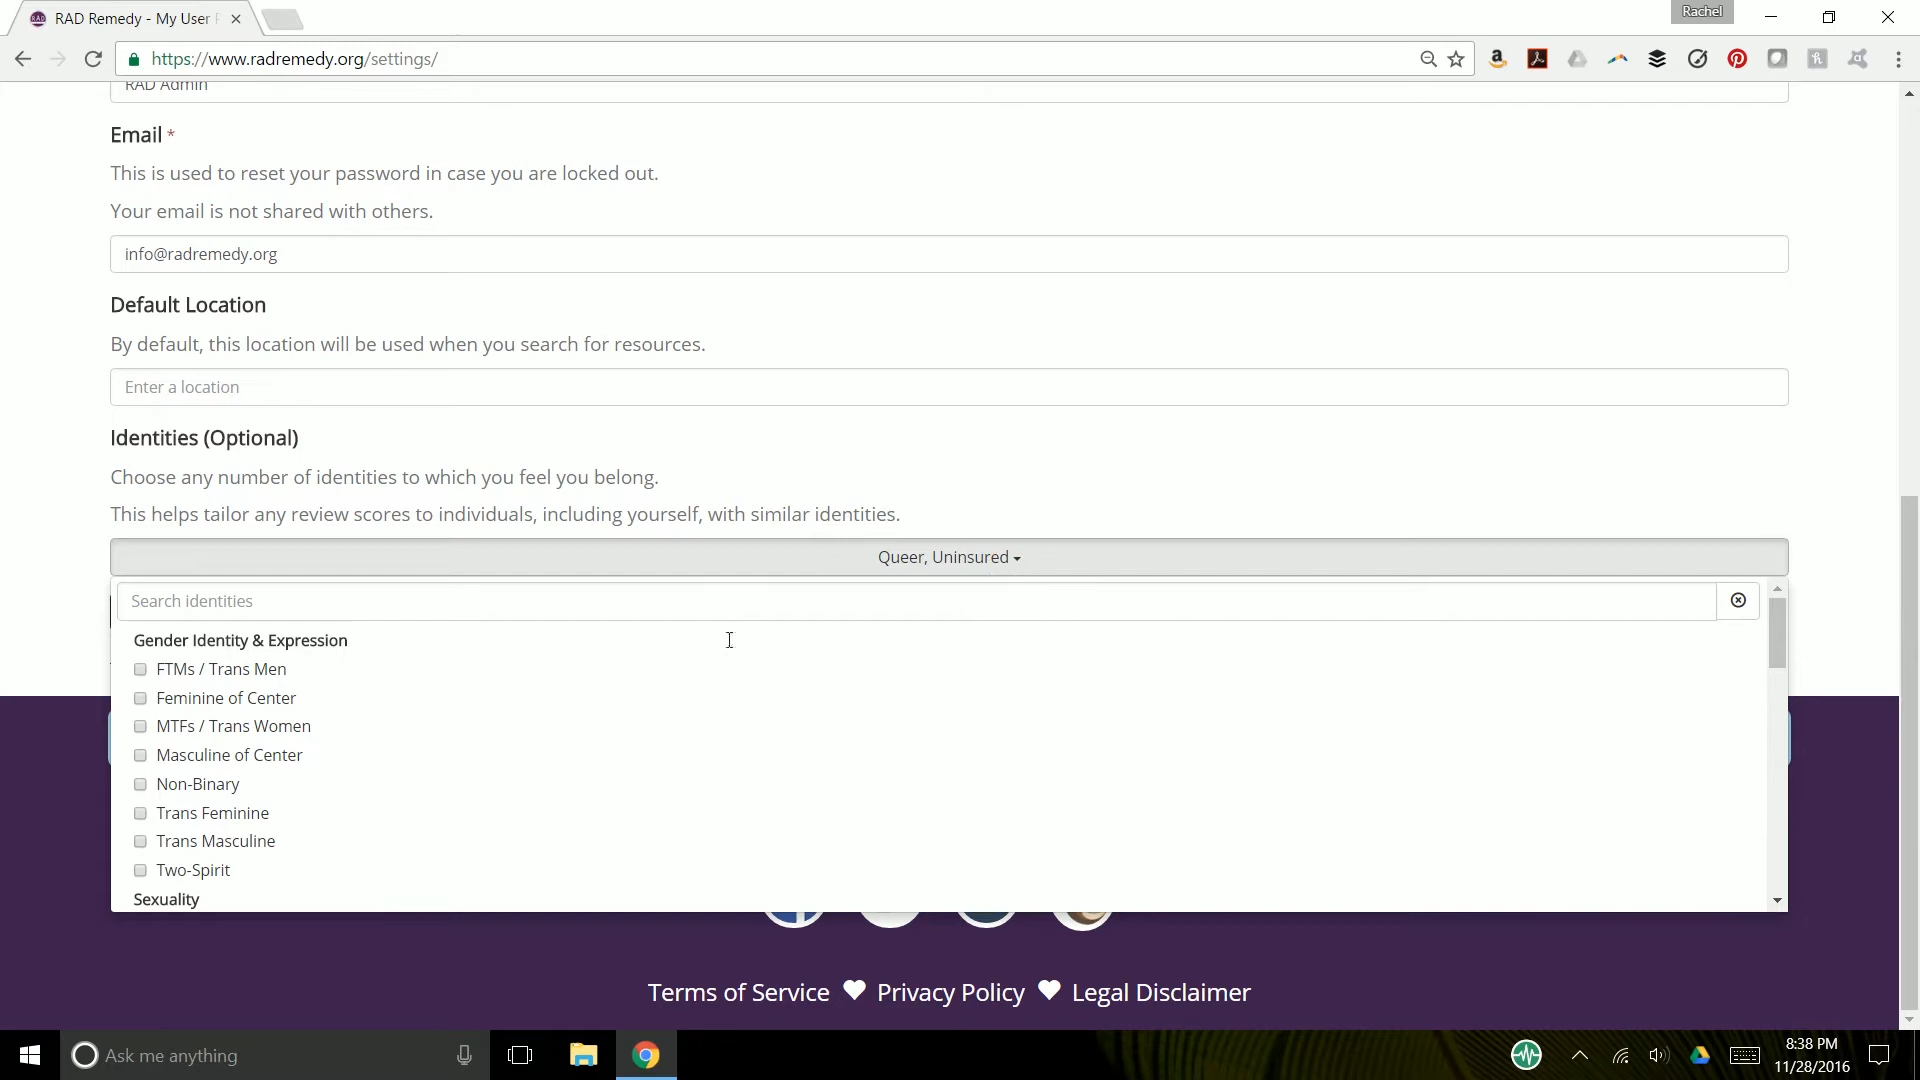 RAD Remedy - My User
Rachel
https://www.radremedy.org/settings/
RAD Admin
Email *
This is used to reset your password in case you are locked out.
Your email is not shared with others.
info@radremedy.org
Default Location
By default, this location will be used when you search for resources.
Enter a location
Identities (Optional)
Choose any number of identities to which you feel you belong.
This helps tailor any review scores to individuals, including yourself, with similar identities.
Queer, Uninsured
Search identities
Gender Identity & Expression
FTMs / Trans Men
Feminine of Center
MTFs / Trans Women
Masculine of Center
Non-Binary
Trans Feminine
Trans Masculine
Two-Spirit
Sexuality
Terms of Service
Privacy Policy
Legal Disclaimer
Ask me anything
8:38 PM
11/28/2016